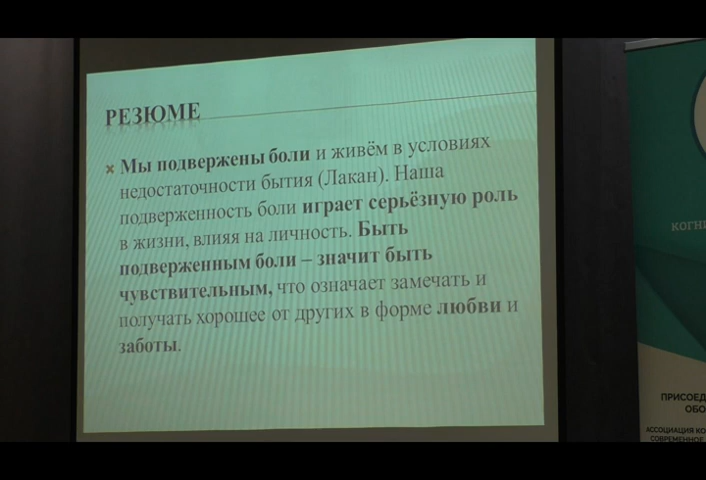 РЕЗЮМЕ
Мы подвержены боли и живём в условиях
недостаточности бытия (Лакан). Наша
подверженность боли играет серьёзную роль
в жизни, влияя на личность. Быть
подверженным боли – значит быть
чувствительным, что означает замечать и
получать хорошее от других в форме любви и
заботы.
КОГНИ
ПРИСОЕД
ОБО
АССОЦИАЦИЯ КО
СОВРЕМЕННОЕ